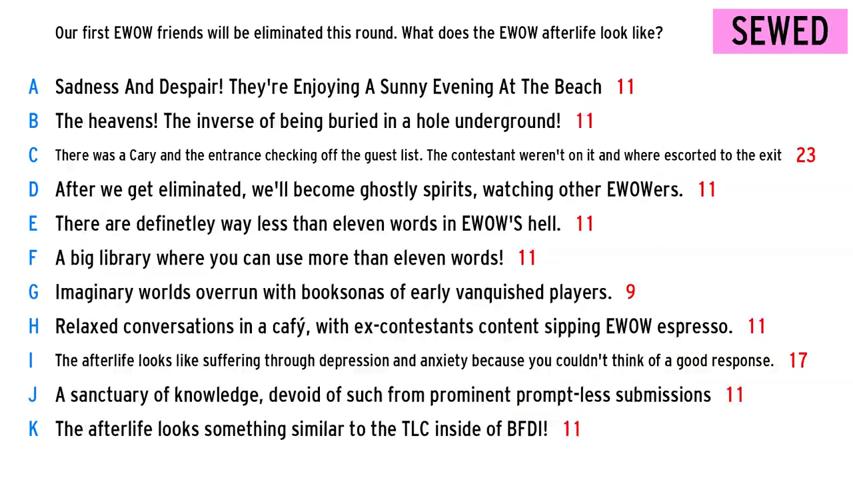 Our first EWOW friends will be eliminated this round. What does the EWOW afterlife look like?
SEWED
A Sadness And Despair! They're Enjoying A Sunny Evening At The Beach 11
B The heavens! The inverse of being buried in a hole underground! 11
C There was a Cary and the entrance checking off the guest list. The contestant weren't on it and where escorted to the exit 23
D After we get eliminated, we'll become ghostly spirits, watching other EWOWers. 11
E There are definetley way less than eleven words in EWOW'S hell. 11
F A big library where you can use more than eleven words! 11
G Imaginary worlds overrun with booksonas of early vanquished players. 9
H Relaxed conversations in a cafý, with ex-contestants content sipping EWOW espresso. 11
I The afterlife looks like suffering through depression and anxiety because you couldn't think of a good response. 17
J A sanctuary of knowledge, devoid of such from prominent prompt-less submissions 11
K The afterlife looks something similar to the TLC inside of BFDI! 11